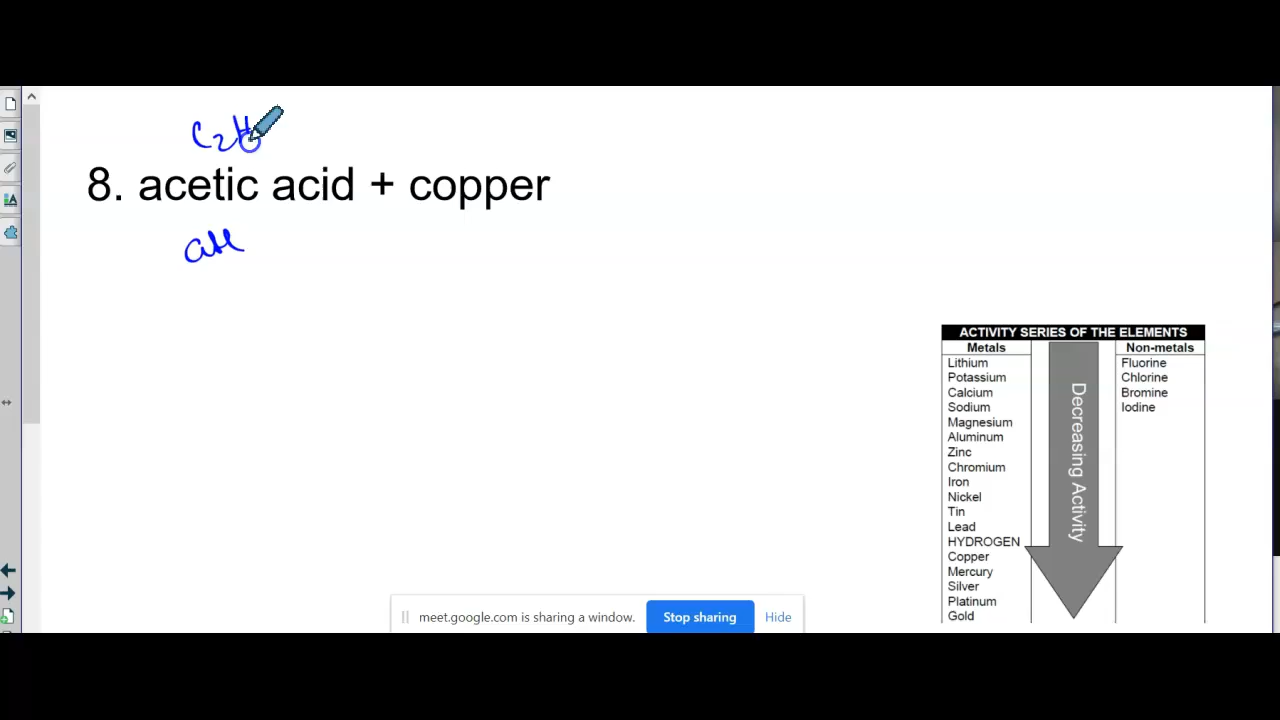 C2H
8. acetic acid + copper
ACTIVITY SERIES OF THE ELEMENTS
Metals Non-metals
Lithium Fluorine
Potassium Chlorine
Calcium Bromine
Sodium Iodine
Magnesium
Aluminum
Zinc
Chromium
Iron
Nickel
Tin
Lead
HYDROGEN
Copper
Mercury
Silver
Platinum
Gold
Decreasing Activity
meet.google.com is sharing a window. Stop sharing Hide